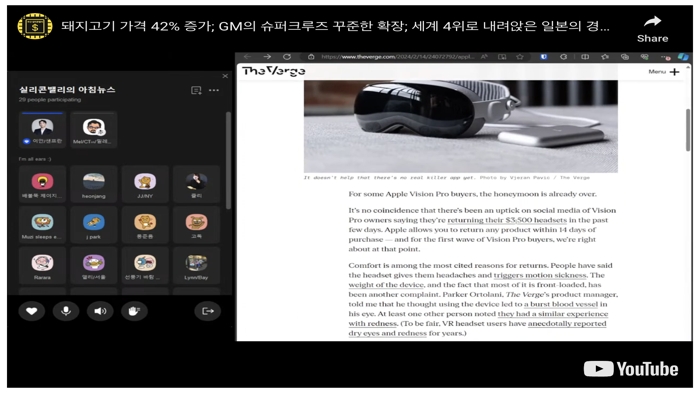 돼지고기 가격 42% 증가; GM의 슈퍼크루즈 꾸준한 확장; 세계 4위로 내려앉은 일본의 경...
Share
실리콘밸리의 아침뉴스
29 people participating
I'm all ears :)
heonjang
JJ/NY
j park
Rarara
Lynn/Bay
https://www.theverge.com/2024/2/14/24072792/appl...
TheVerge
Menu
It doesn't help that there's no real killer app yet. Photo by Vjeran Pavic / The Verge
For some Apple Vision Pro buyers, the honeymoon is already over.
It's no coincidence that there's been an uptick on social media of Vision
Pro owners saying they're returning their $3,500 headsets in the past
few days. Apple allows you to return any product within 14 days of
purchase — and for the first wave of Vision Pro buyers, we're right
about at that point.
Comfort is among the most cited reasons for returns. People have said
the headset gives them headaches and triggers motion sickness. The
weight of the device, and the fact that most of it is front-loaded, has
been another complaint. Parker Ortolani, The Verge's product manager,
told me that he thought using the device led to a burst blood vessel in
his eye. At least one other person noted they had a similar experience
with redness. (To be fair, VR headset users have anecdotally reported
dry eyes and redness for years.)
YouTube